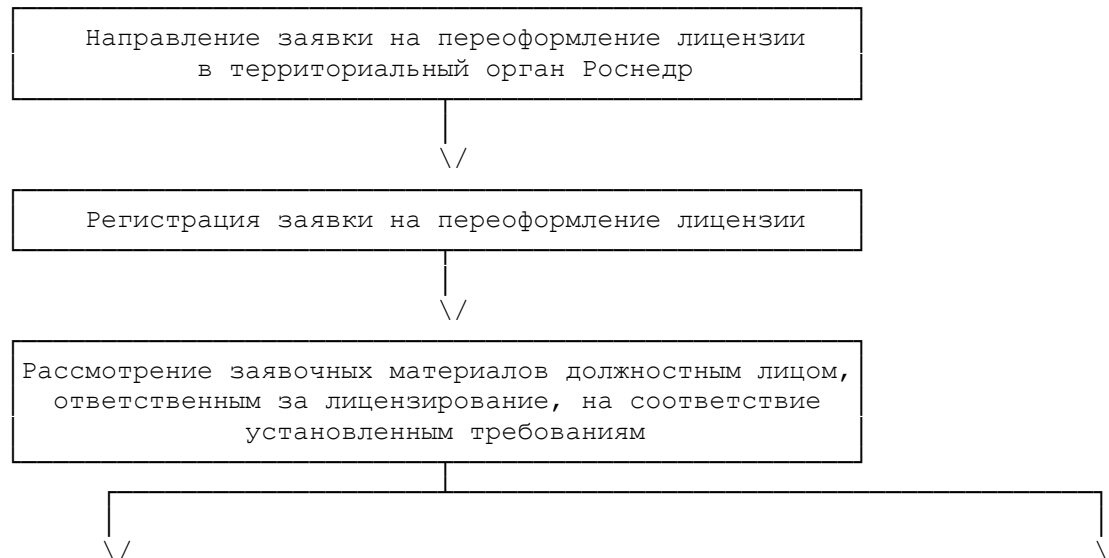 Направление заявки на переоформление лицензии
в территориальный орган Роснедр
\/
Регистрация заявки на переоформление лицензии
\/
Рассмотрение заявочных материалов должностным лицом,
ответственным за лицензирование, на соответствие
установленным требованиям
\/ \